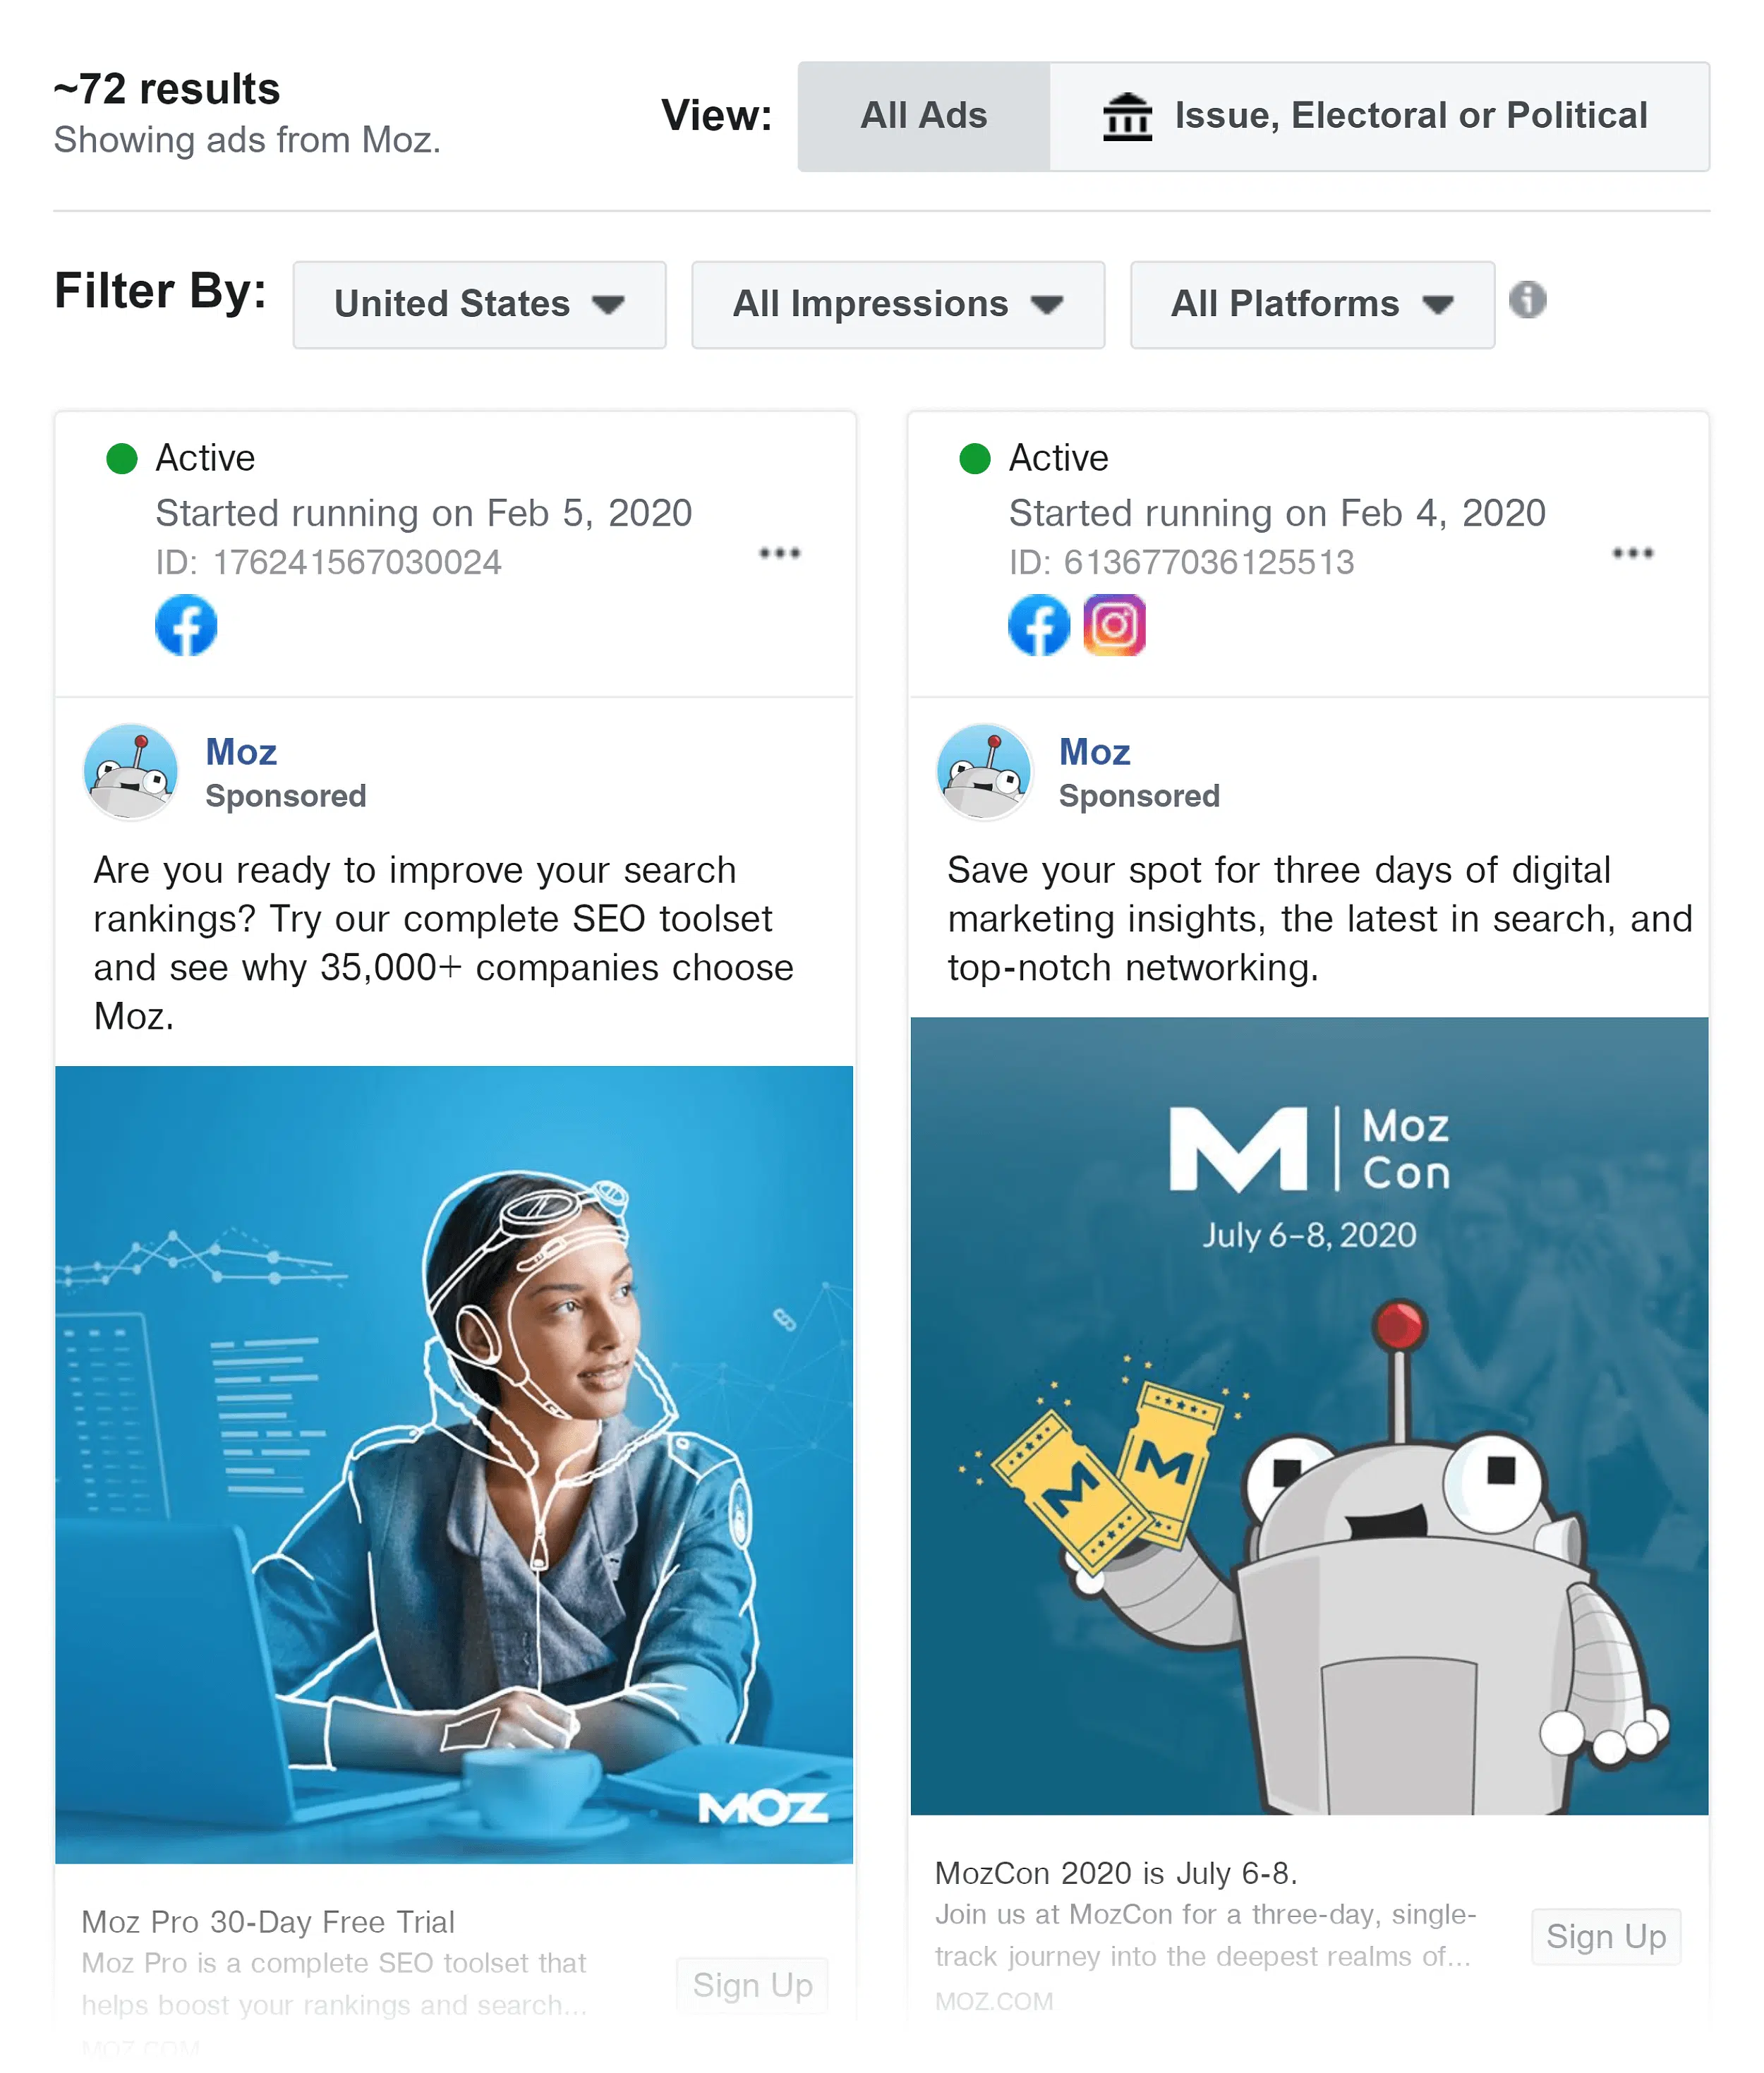 ~72 results
Showing ads from Moz.
View:
All Ads
Issue, Electoral or Political
Filter By:
United States
All Impressions
All Platforms
Active
Started running on Feb 5, 2020
ID: 176241567030024
Moz
Sponsored
Are you ready to improve your search
rankings? Try our complete SEO toolset
and see why 35,000+ companies choose
Moz.
MOZ
Moz Pro 30-Day Free Trial
Moz Pro is a complete SEO toolset that
helps boost your rankings and search...
Sign Up
MOZ.COM
Active
Started running on Feb 4, 2020
ID: 613677036125513
Moz
Sponsored
Save your spot for three days of digital
marketing insights, the latest in search, and
top-notch networking.
M
Moz
Con
July 6–8, 2020
M
M
MozCon 2020 is July 6-8.
Join us at MozCon for a three-day, single-
track journey into the deepest realms of...
Sign Up
MOZ.COM